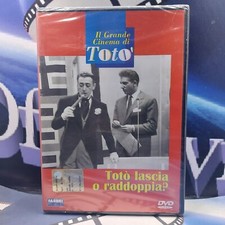 Il Grande
Cinema di
Totò
Totò lascia
o raddoppia?
DVD